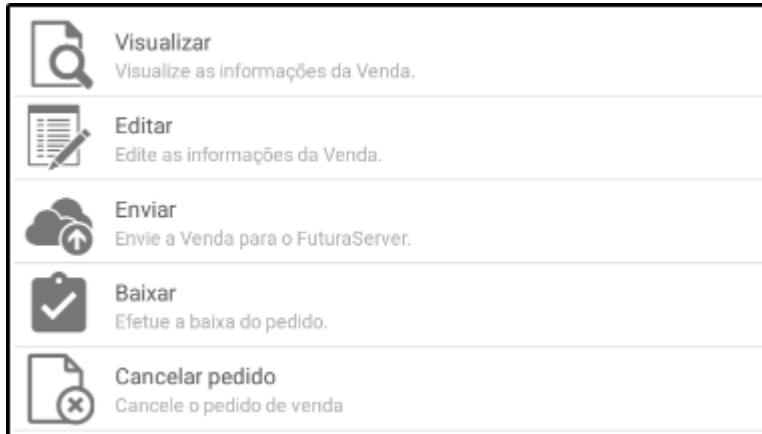 Visualizar
Visualize as informações da Venda.
Editar
Edite as informações da Venda.
Enviar
Envie a Venda para o FuturaServer.
Baixar
Efetue a baixa do pedido.
Cancelar pedido
Cancele o pedido de venda